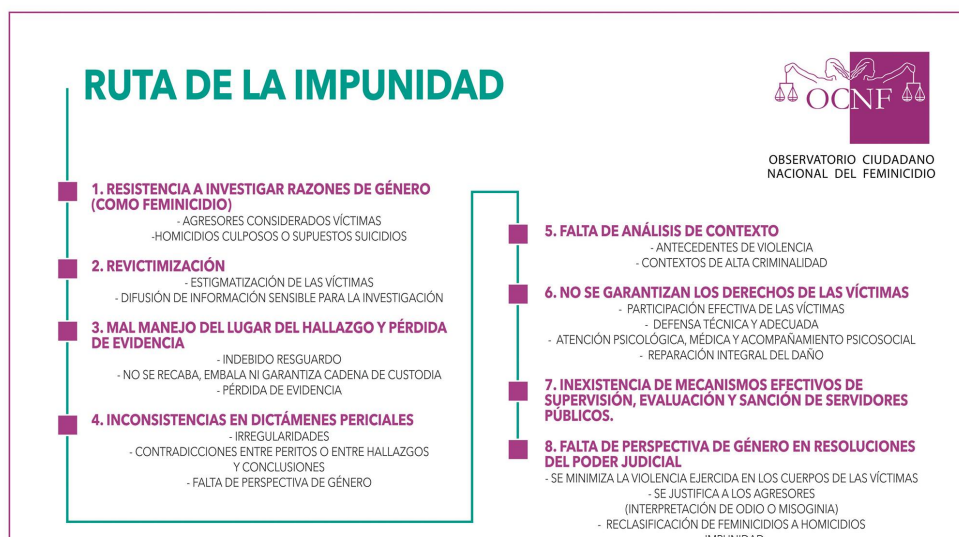 RUTA DE LA IMPUNIDAD
OCNF
OBSERVATORIO CIUDADANO
NACIONAL DEL FEMINICIDIO
1. RESISTENCIA A INVESTIGAR RAZONES DE GÉNERO
(COMO FEMINICIDIO)
- AGRESORES CONSIDERADOS VÍCTIMAS
-HOMICIDIOS CULPOSOS O SUPUESTOS SUICIDIOS
2. REVICTIMIZACIÓN
- ESTIGMATIZACIÓN DE LAS VÍCTIMAS
- DIFUSIÓN DE INFORMACIÓN SENSIBLE PARA LA INVESTIGACIÓN
3. MAL MANEJO DEL LUGAR DEL HALLAZGO Y PÉRDIDA
DE EVIDENCIA
- INDEBIDO RESGUARDO
- NO SE RECABA, EMBALA NI GARANTIZA CADENA DE CUSTODIA
- PÉRDIDA DE EVIDENCIA
4. INCONSISTENCIAS EN DICTÁMENES PERICIALES
- IRREGULARIDADES
- CONTRADICCIONES ENTRE PERITOS O ENTRE HALLAZGOS
Y CONCLUSIONES
- FALTA DE PERSPECTIVA DE GÉNERO
5. FALTA DE ANÁLISIS DE CONTEXTO
- ANTECEDENTES DE VIOLENCIA
- CONTEXTOS DE ALTA CRIMINALIDAD
6. NO SE GARANTIZAN LOS DERECHOS DE LAS VÍCTIMAS
- PARTICIPACIÓN EFECTIVA DE LAS VÍCTIMAS
- DEFENSA TÉCNICA Y ADECUADA
- ATENCIÓN PSICOLÓGICA, MÉDICA Y ACOMPAÑAMIENTO PSICOSOCIAL
- REPARACIÓN INTEGRAL DEL DAÑO
7. INEXISTENCIA DE MECANISMOS EFECTIVOS DE
SUPERVISIÓN, EVALUACIÓN Y SANCIÓN DE SERVIDORES
PÚBLICOS.
8. FALTA DE PERSPECTIVA DE GÉNERO EN RESOLUCIONES
DEL PODER JUDICIAL
- SE MINIMIZA LA VIOLENCIA EJERCIDA EN LOS CUERPOS DE LAS VÍCTIMAS
- SE JUSTIFICA A LOS AGRESORES
(INTERPRETACIÓN DE ODIO O MISOGINIA)
- RECLASIFICACIÓN DE FEMINICIDIOS A HOMICIDIOS